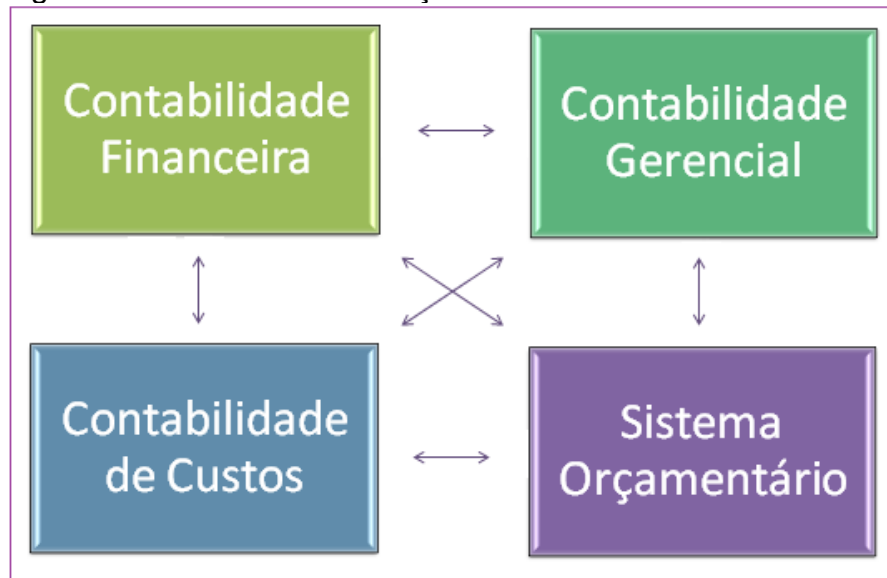 Contabilidade
Financeira
Contabilidade
Gerencial
Contabilidade
de Custos
Sistema
Orçamentário